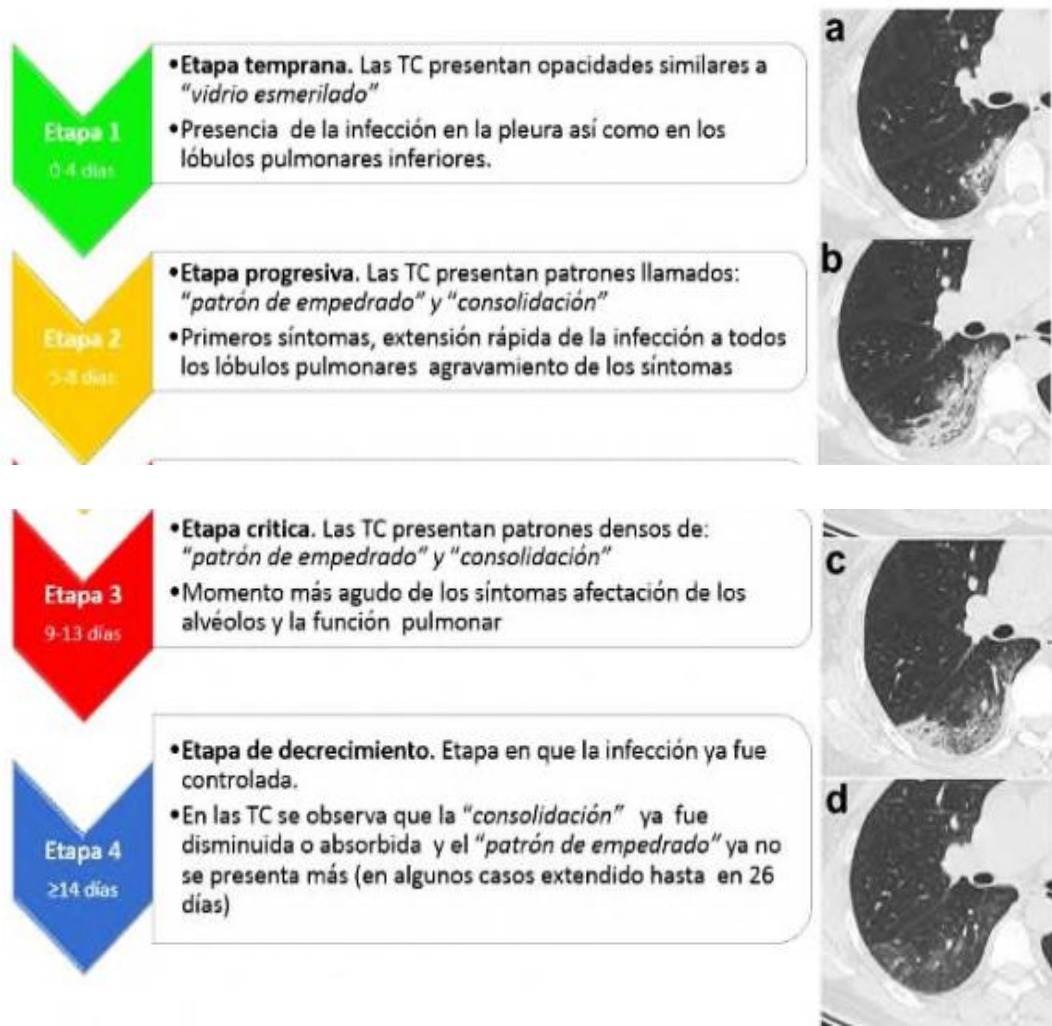 Etapa 1
0-4 días
•Etapa temprana. Las TC presentan opacidades similares a
"vidrio esmerilado"
•Presencia de la infección en la pleura así como en los
lóbulos pulmonares inferiores.
a
Etapa 2
5-8 días
•Etapa progresiva. Las TC presentan patrones llamados:
"patrón de empedrado" y "consolidación"
•Primeros síntomas, extensión rápida de la infección a todos
los lóbulos pulmonares agravamiento de los síntomas
b
Etapa 3
9-13 días
•Etapa critica. Las TC presentan patrones densos de:
"patrón de empedrado" y "consolidación"
•Momento más agudo de los síntomas afectación de los
alvéolos y la función pulmonar
c
Etapa 4
≥14 días
•Etapa de decrecimiento. Etapa en que la infección ya fue
controlada.
•En las TC se observa que la "consolidación" ya fue
disminuida o absorbida y el "patrón de empedrado" ya no
se presenta más (en algunos casos extendido hasta en 26
días)
d